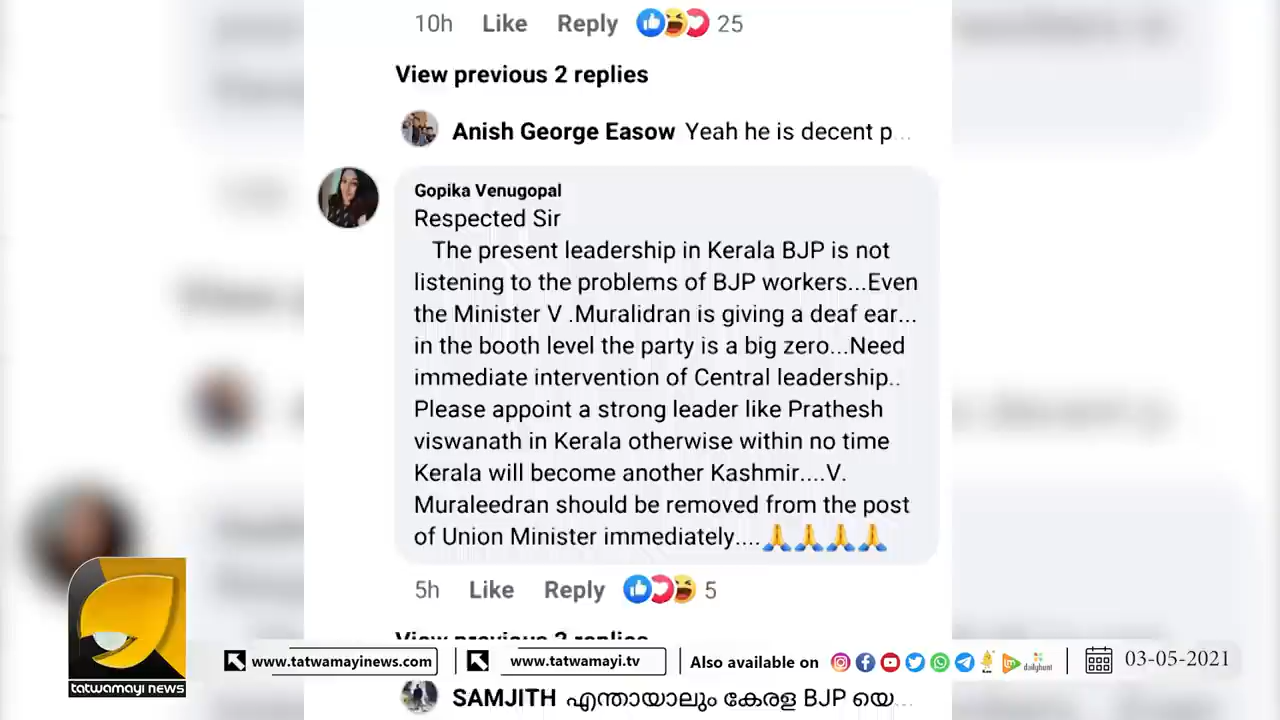 10h Like Reply 25
View previous 2 replies
Anish George Easow Yeah he is decent p...
Gopika Venugopal
Respected Sir
The present leadership in Kerala BJP is not
listening to the problems of BJP workers...Even
the Minister V .Muralidran is giving a deaf ear...
in the booth level the party is a big zero...Need
immediate intervention of Central leadership..
Please appoint a strong leader like Prathesh
viswanath in Kerala otherwise within no time
Kerala will become another Kashmir....V.
Muraleedran should be removed from the post
of Union Minister immediately....🙏🙏🙏🙏
5h Like Reply 5
View previous 2 replies
tatwamayi news
www.tatwamayinews.com
www.tatwamayi.tv
Also available on
dailyhunt
03-05-2021
SAMJITH എന്തായാലും കേരള BJP യെ...